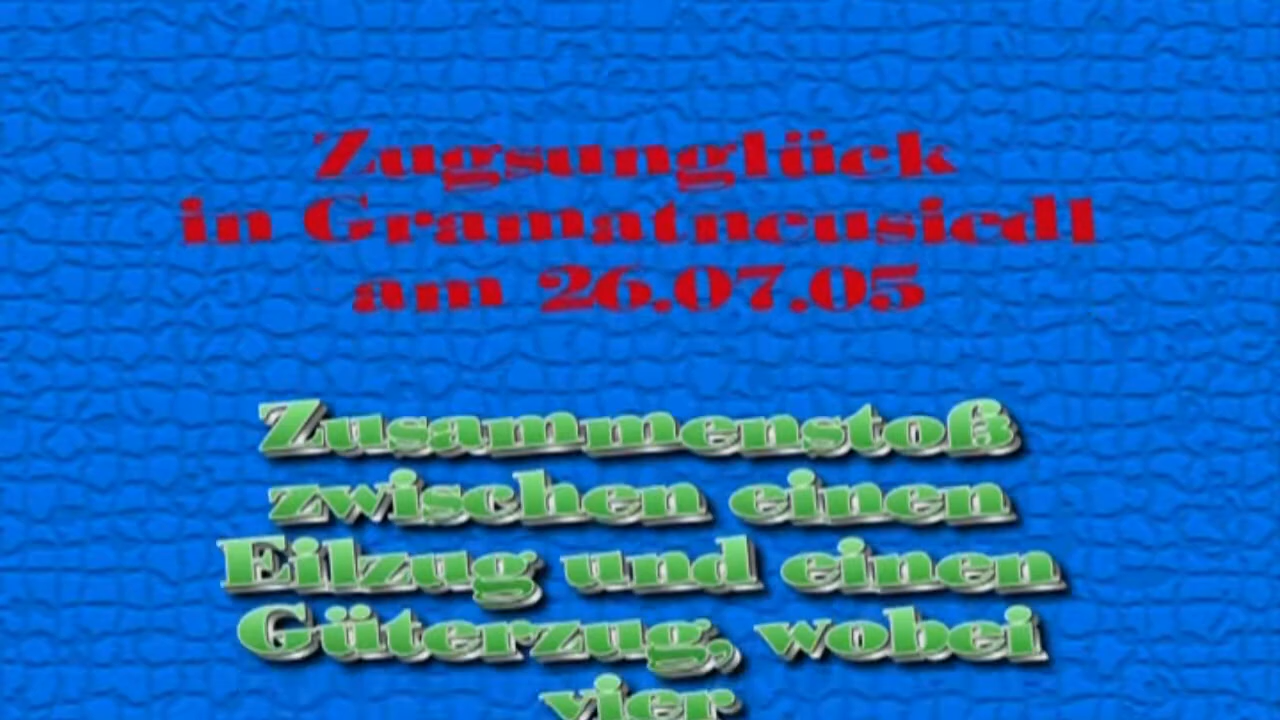 Zugsunglück
in Gramatneusiedl
am 26.07.05
Zusammenstoß
zwischen einen
Eilzug und einen
Güterzug, wobei
vier